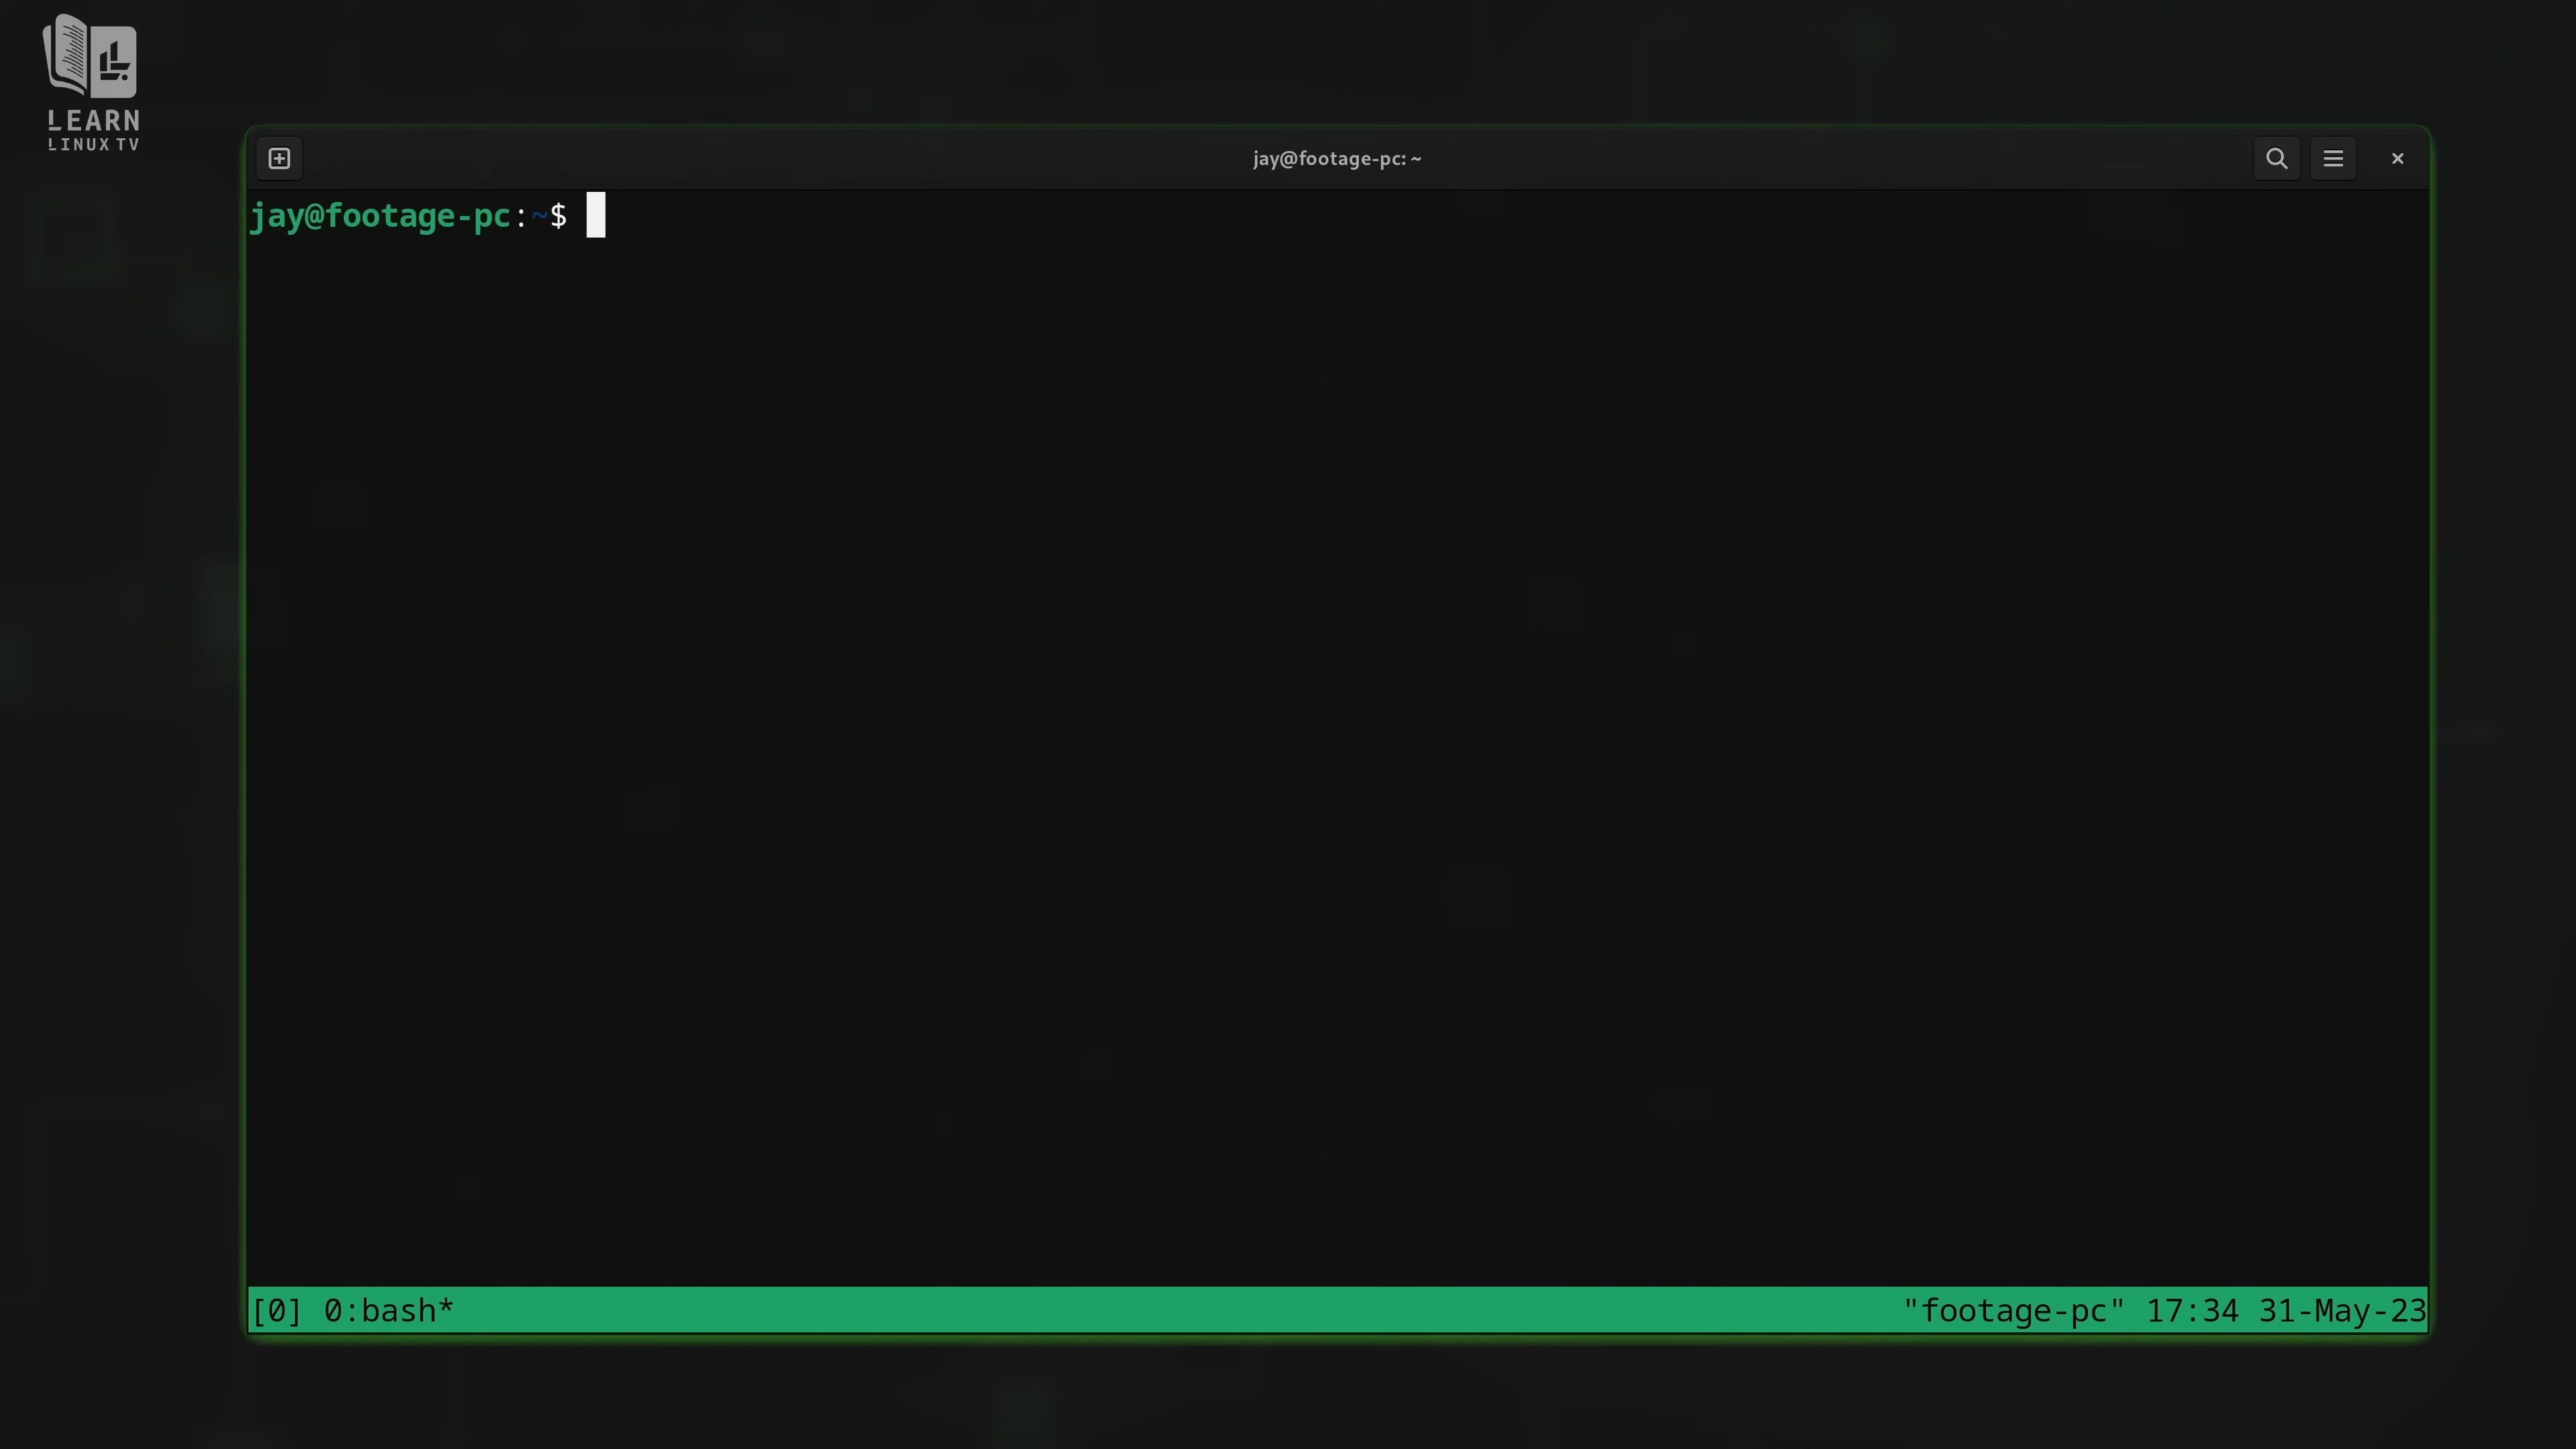 LEARN
LINUX TV
jay@footage-pc: ~
jay@footage-pc:~$
[0] 0:bash*
"footage-pc" 17:34 31-May-23